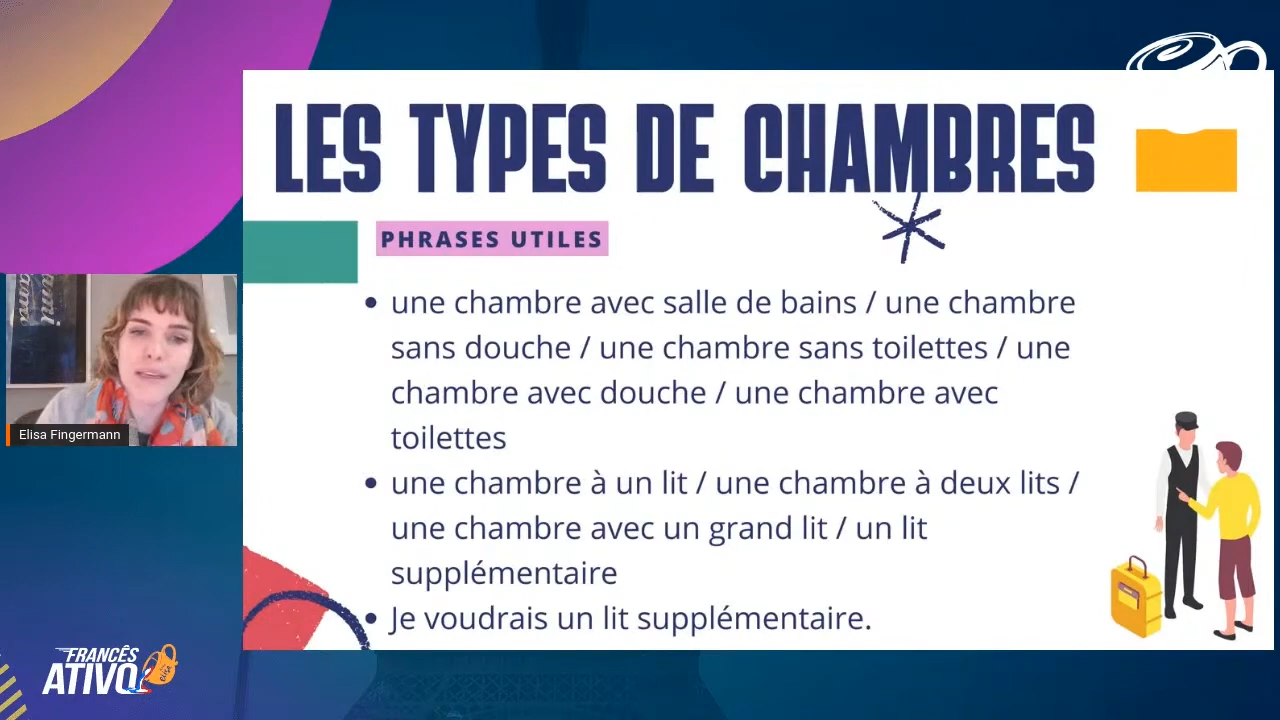 LES TYPES DE CHAMBRES
PHRASES UTILES
• une chambre avec salle de bains / une chambre
sans douche / une chambre sans toilettes / une
chambre avec douche / une chambre avec
toilettes
• une chambre à un lit / une chambre à deux lits /
une chambre avec un grand lit / un lit
supplémentaire
• Je voudrais un lit supplémentaire.
Elisa Fingermann
FRANCÊS
ATIVO